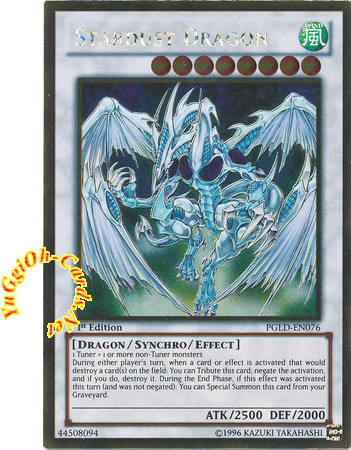 STARDUST DRAGON
WIND
風
YuGgiOh-Cards.Net
1st Edition
PGLD-EN076
[DRAGON/SYNCHRO/EFFECT]
1 Tuner + 1 or more non-Tuner monsters
During either player's turn, when a card or effect is activated that would
destroy a card(s) on the field: You can Tribute this card; negate the activation,
and if you do, destroy it. During the End Phase, if this effect was activated
this turn (and was not negated): You can Special Summon this card from your
Graveyard.
ATK/2500 DEF/2000
44508094
©1996 KAZUKI TAKAHASHI